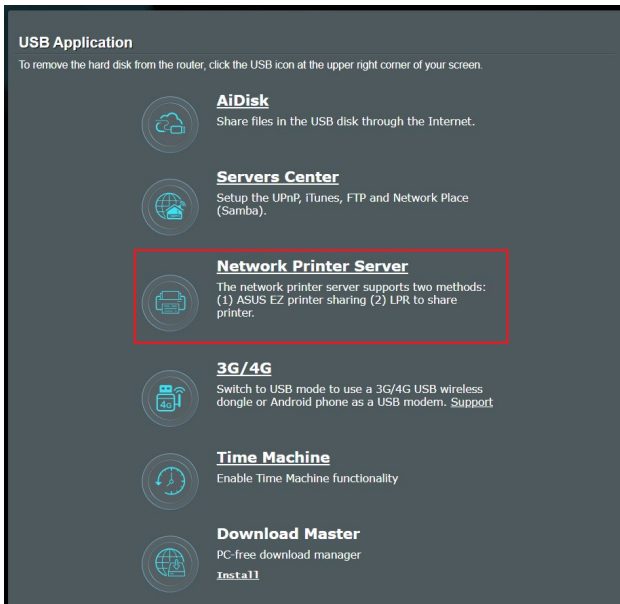 USB Application
To remove the hard disk from the router, click the USB icon at the upper right corner of your screen.
AiDisk
Share files in the USB disk through the Internet.
Servers Center
Setup the UPnP, iTunes, FTP and Network Place
(Samba).
Network Printer Server
The network printer server supports two methods:
(1) ASUS EZ printer sharing (2) LPR to share
printer.
3G/4G
4G
Switch to USB mode to use a 3G/4G USB wireless
dongle or Android phone as a USB modem. Support
Time Machine
Enable Time Machine functionality
Download Master
PC-free download manager
Install